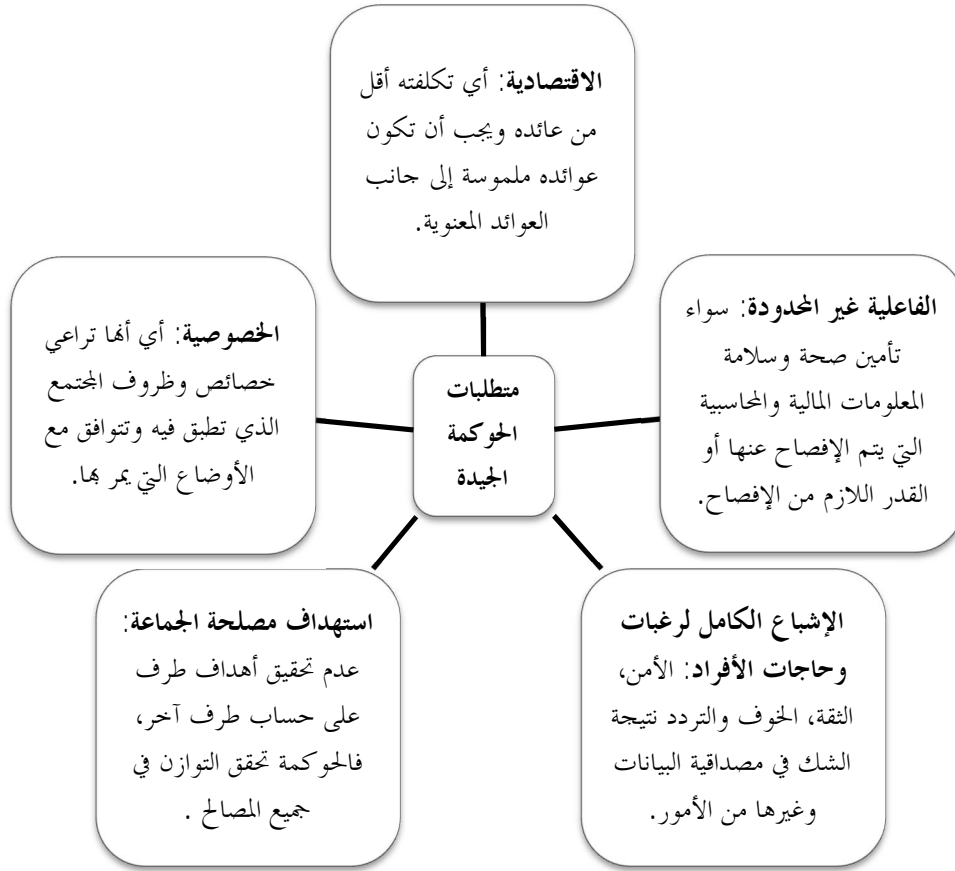 الاقتصادية: أي تكلفته أقل
من عائده ويجب أن تكون
عوائده ملموسة إلى جانب
العوائد المعنوية.
الفاعلية غير المحدودة: سواء
تأمين صحة وسلامة
المعلومات المالية والمحاسبية
التي يتم الإفصاح عنها أو
القدر اللازم من الإفصاح.
متطلبات
الحوكمة
الجيدة
الخصوصية: أي أنها تراعي
خصائص وظروف المجتمع
الذي تطبق فيه وتتوافق مع
الأوضاع التي يمر بها.
الإشباع الكامل لرغبات
وحاجات الأفراد: الأمن،
الثقة، الخوف والتردد نتيجة
الشك في مصداقية البيانات
وغيرها من الأمور.
استهداف مصلحة الجماعة:
عدم تحقيق أهداف طرف
على حساب طرف آخر،
فالحوكمة تحقق التوازن في
جميع المصالح .